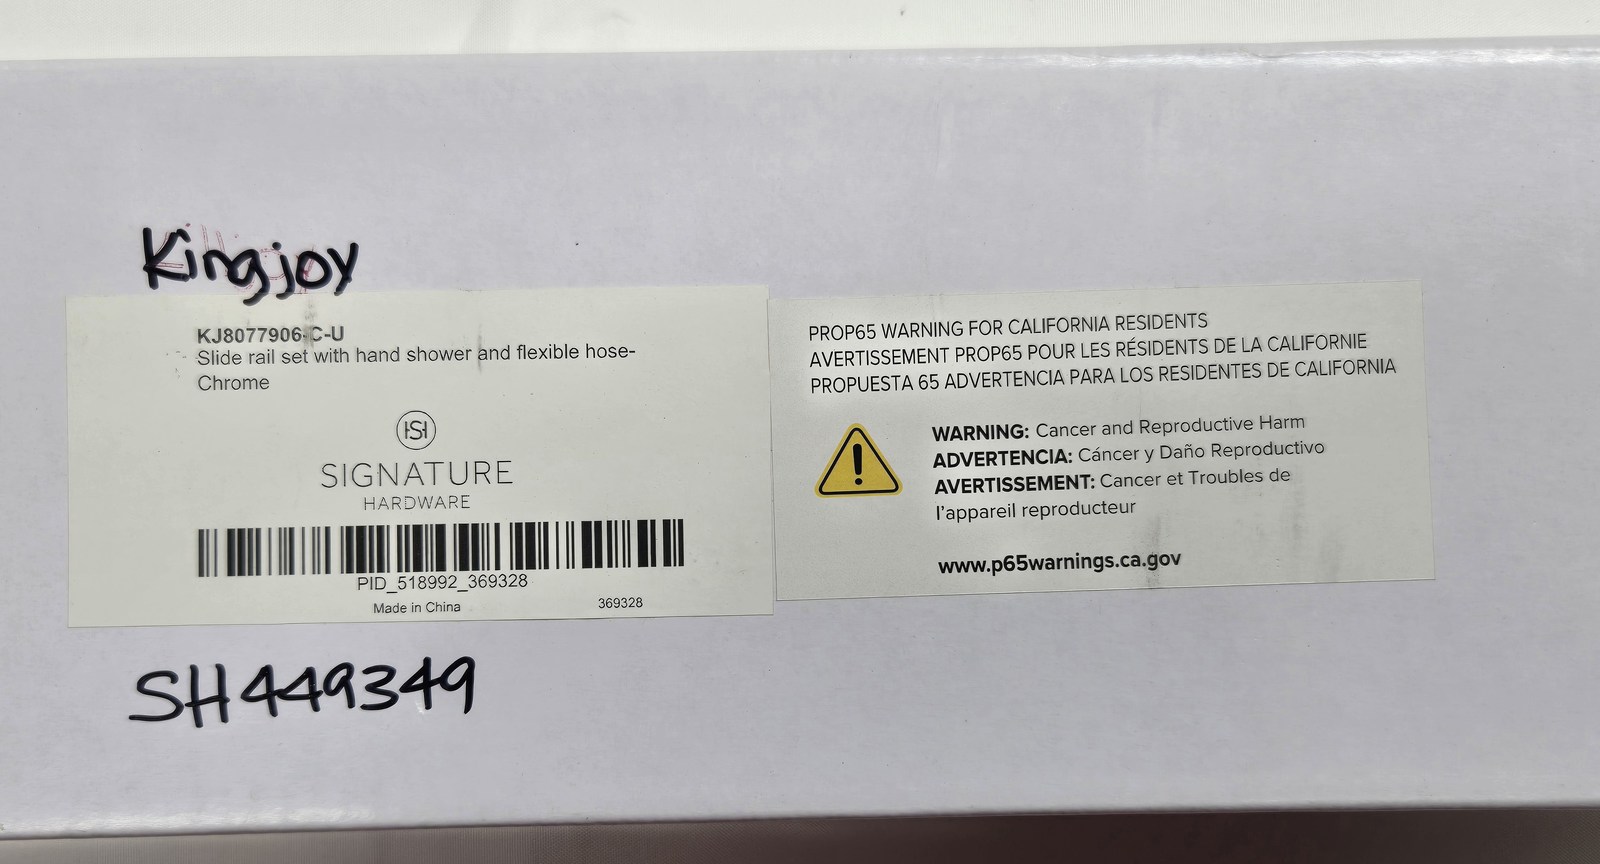 Kingjoy
KJ8077906-C-U
Slide rail set with hand shower and flexible hose-
Chrome
SIGNATURE
HARDWARE
PID_518992_369328
Made in China 369328
SH449349
PROP65 WARNING FOR CALIFORNIA RESIDENTS
AVERTISSEMENT PROP65 POUR LES RÉSIDENTS DE LA CALIFORNIE
PROPUESTA 65 ADVERTENCIA PARA LOS RESIDENTES DE CALIFORNIA
WARNING: Cancer and Reproductive Harm
ADVERTENCIA: Cáncer y Daño Reproductivo
AVERTISSEMENT: Cancer et Troubles de
l'appareil reproducteur
www.p65warnings.ca.gov